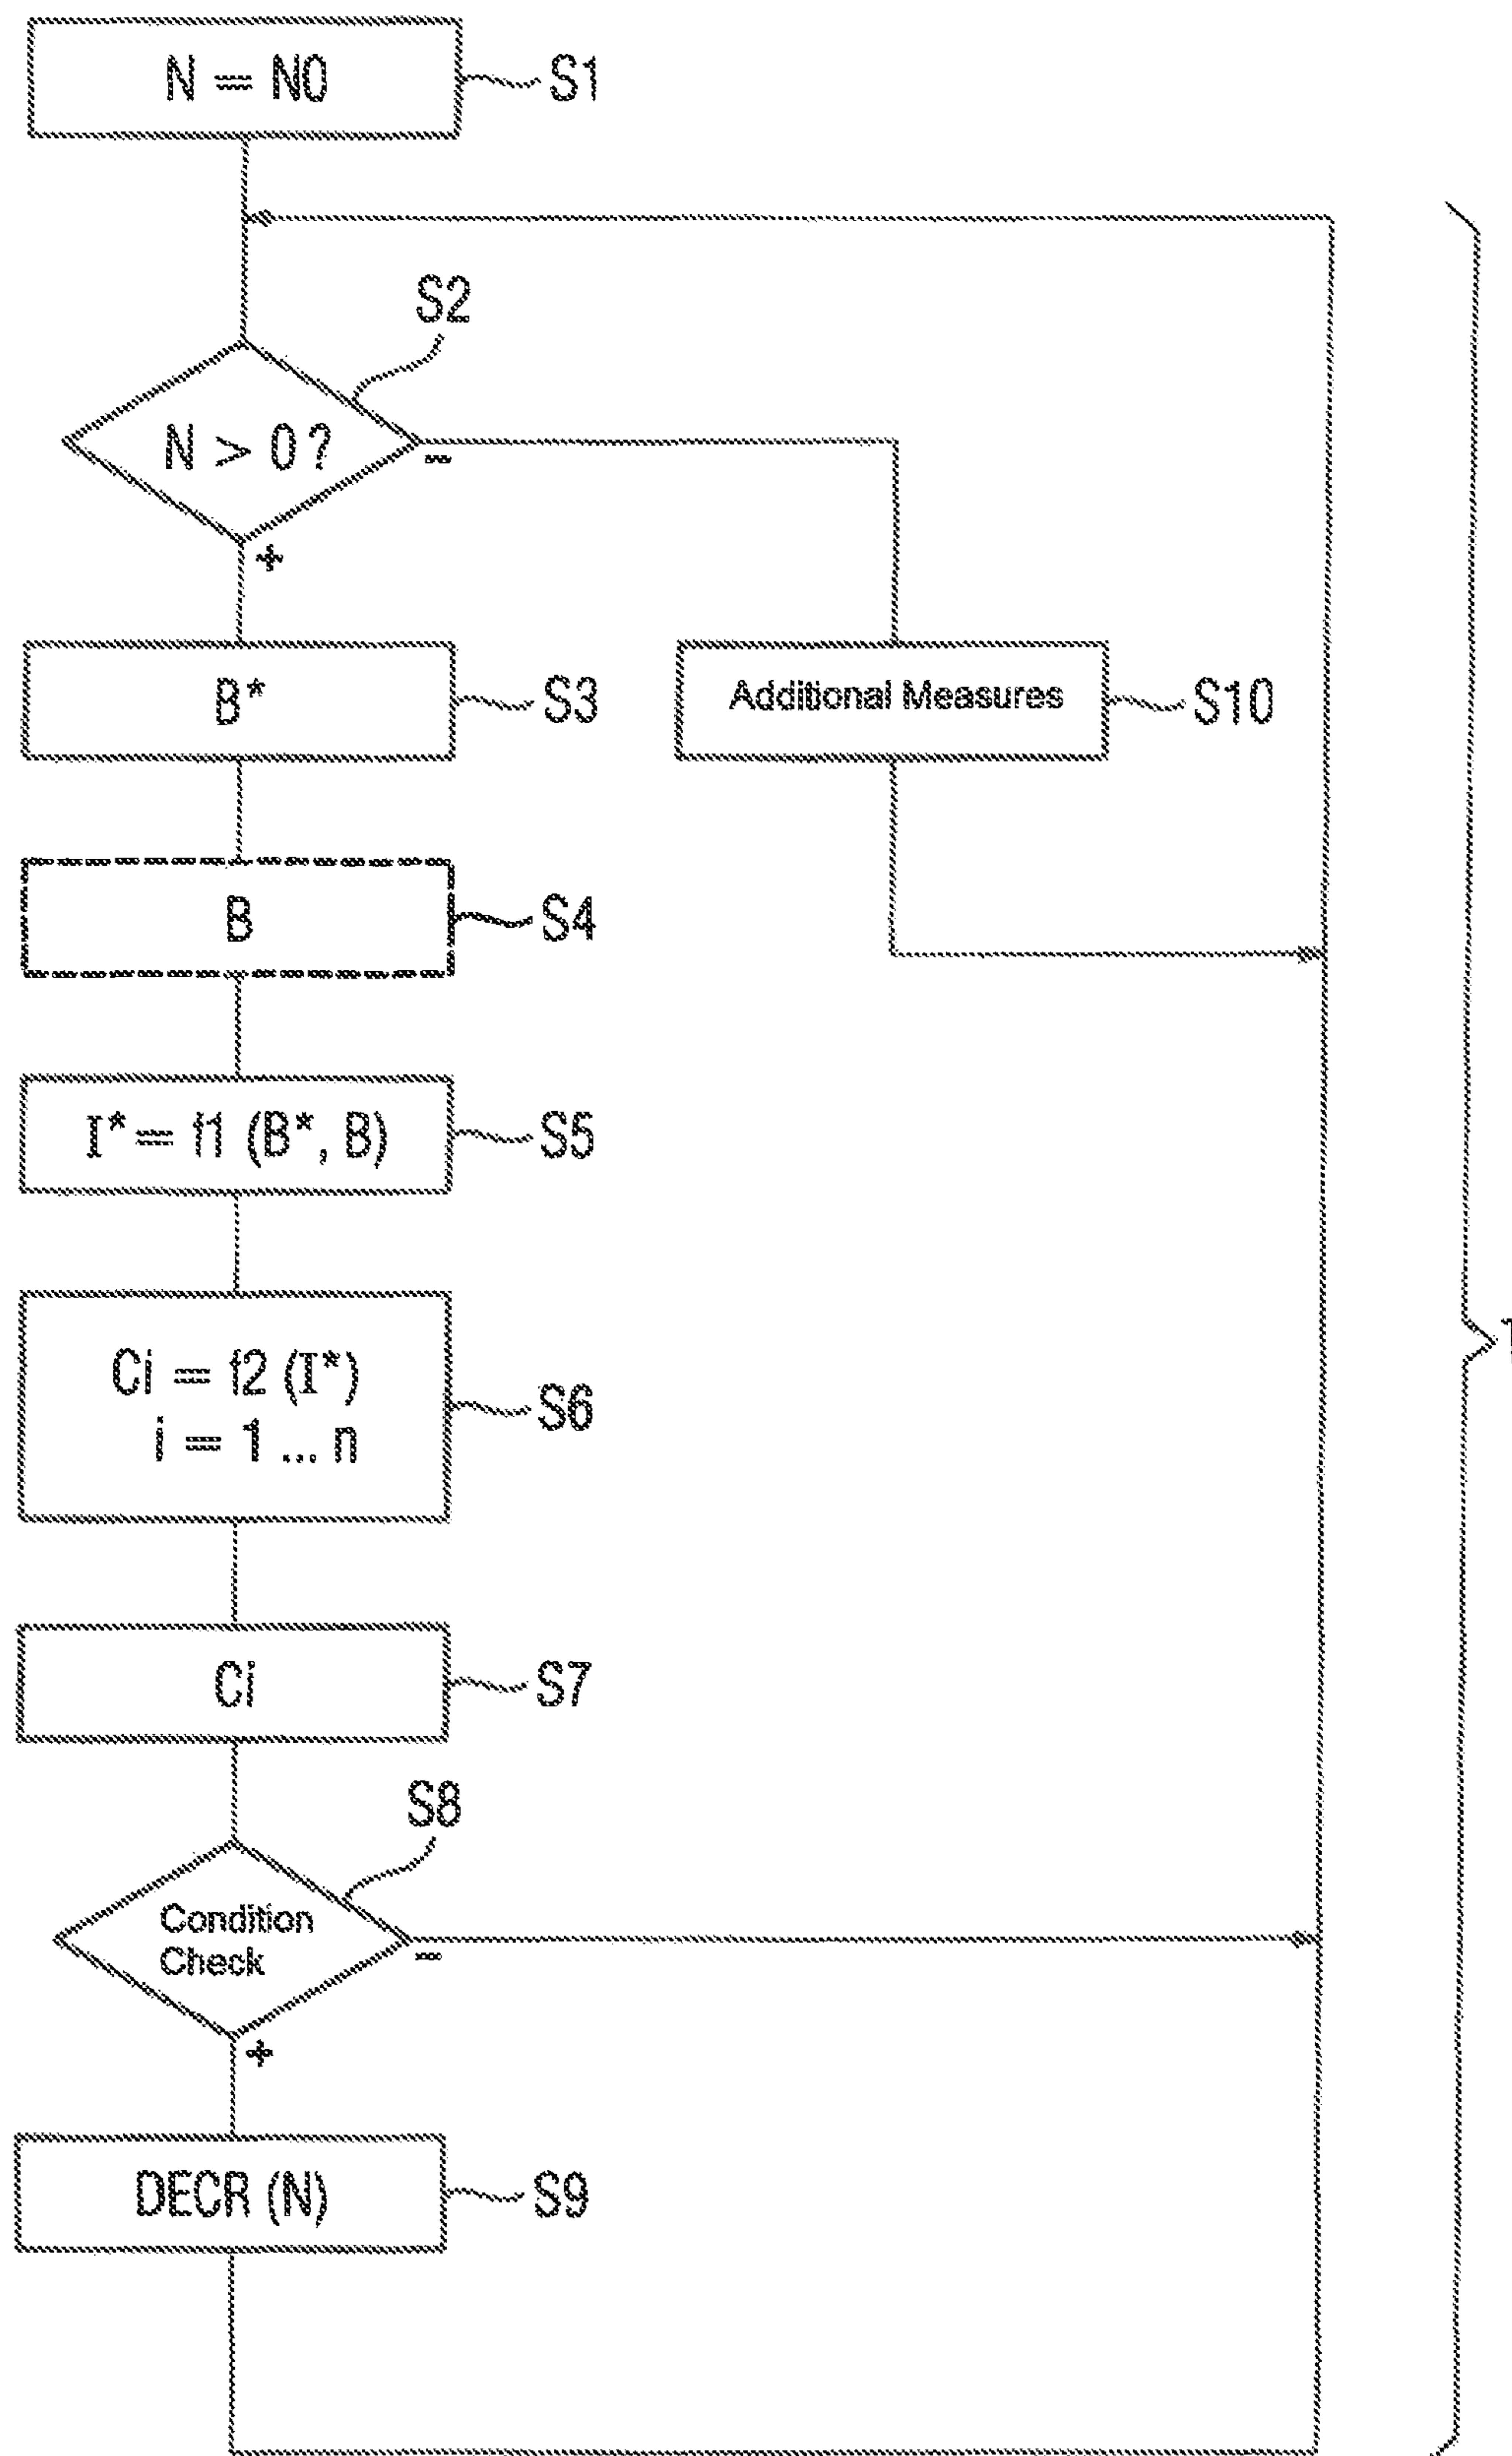 N = N0
S1
S2
N > 0 ?
−
+
B*
S3
Additional Measures
S10
B
S4
I* = f1 (B*, B)
S5
Ci = f2 (I*)
i = 1 ... n
S6
Ci
S7
S8
Condition
Check
−
+
DECR (N)
S9